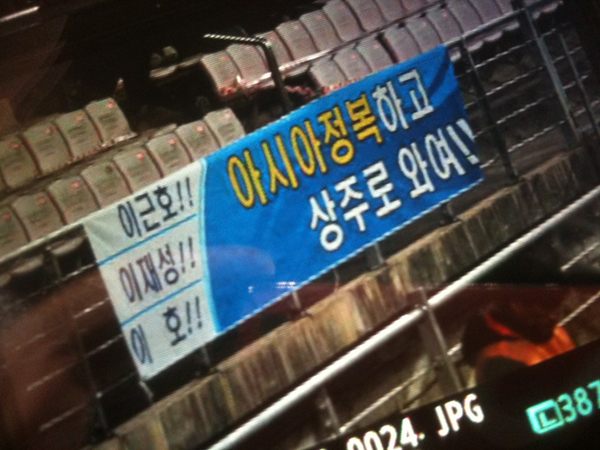 이근호!!
이재성!!
이 호!!
아시아정복하고
상주로 와여!!
0024. JPG
L 387